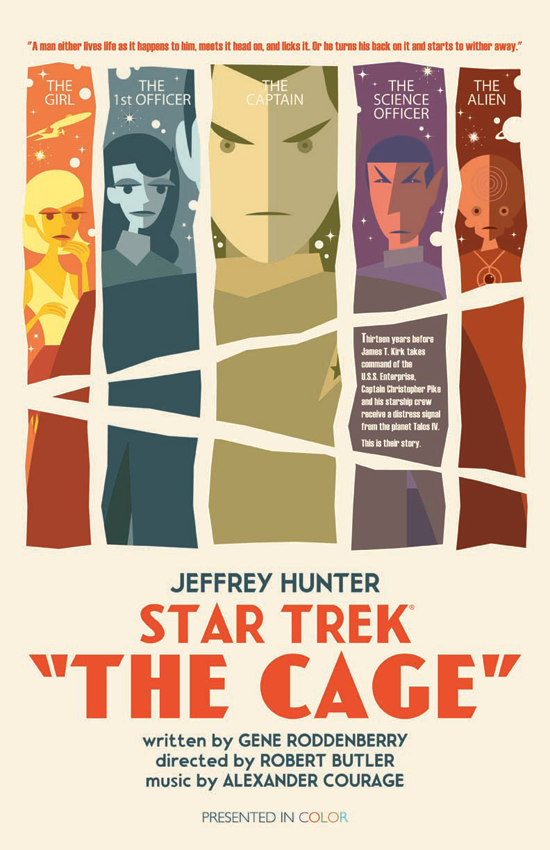 "A man either lives life as it happens to him, meets it head on, and licks it. Or he turns his back on it and starts to wither away."
THE
GIRL
THE
1st OFFICER
THE
CAPTAIN
THE
SCIENCE
OFFICER
THE
ALIEN
Thirteen years before
James T. Kirk takes
command of the
U.S.S. Enterprise,
Captain Christopher Pike
and his starship crew
receive a distress signal
from the planet Talos IV.
This is their story.
JEFFREY HUNTER
STAR TREK®
"THE CAGE"
written by GENE RODDENBERRY
directed by ROBERT BUTLER
music by ALEXANDER COURAGE
PRESENTED IN COLOR